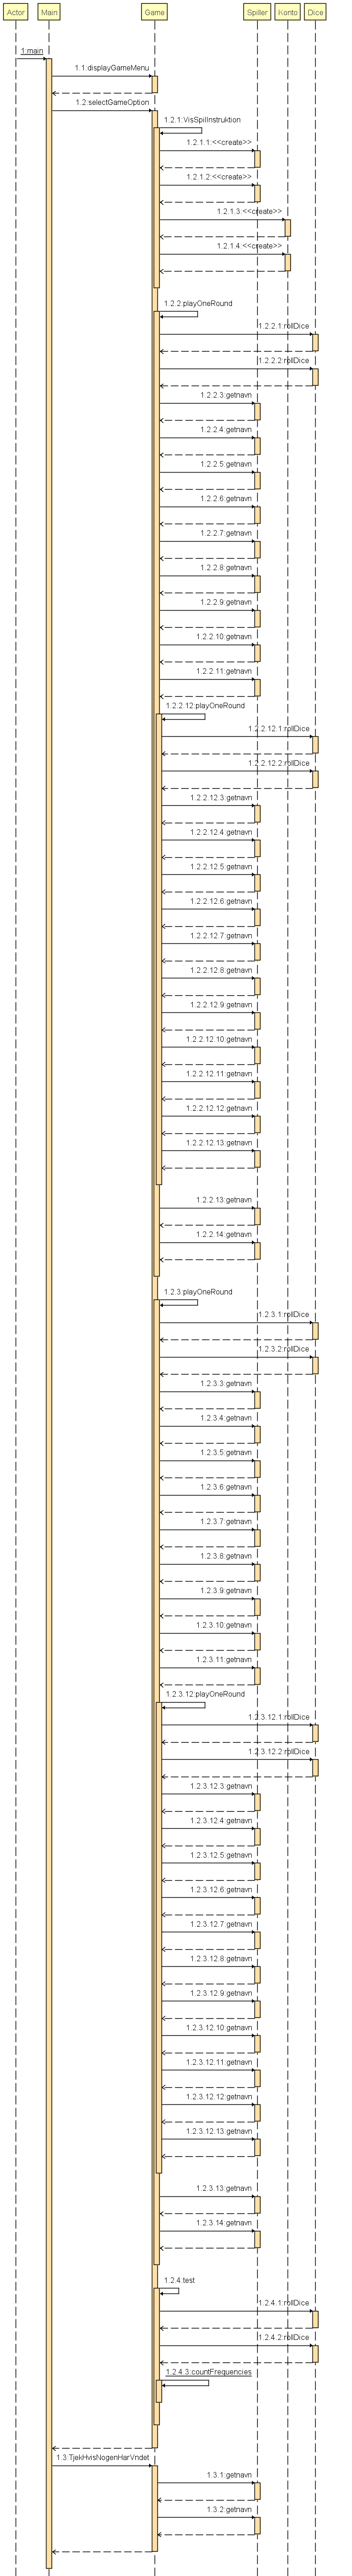 Actor Main Game Spiller Konto Dice
1:main
1.1:displayGameMenu
1.2:selectGameOption
1.2.1:VisSpilInstruktion
1.2.1.1:<<create>>
1.2.1.2:<<create>>
1.2.1.3:<<create>>
1.2.1.4:<<create>>
1.2.2:playOneRound
1.2.2.1:rollDice
1.2.2.2:rollDice
1.2.2.3:getnavn
1.2.2.4:getnavn
1.2.2.5:getnavn
1.2.2.6:getnavn
1.2.2.7:getnavn
1.2.2.8:getnavn
1.2.2.9:getnavn
1.2.2.10:getnavn
1.2.2.11:getnavn
1.2.2.12:playOneRound
1.2.2.12.1:rollDice
1.2.2.12.2:rollDice
1.2.2.12.3:getnavn
1.2.2.12.4:getnavn
1.2.2.12.5:getnavn
1.2.2.12.6:getnavn
1.2.2.12.7:getnavn
1.2.2.12.8:getnavn
1.2.2.12.9:getnavn
1.2.2.12.10:getnavn
1.2.2.12.11:getnavn
1.2.2.12.12:getnavn
1.2.2.12.13:getnavn
1.2.2.13:getnavn
1.2.2.14:getnavn
1.2.3:playOneRound
1.2.3.1:rollDice
1.2.3.2:rollDice
1.2.3.3:getnavn
1.2.3.4:getnavn
1.2.3.5:getnavn
1.2.3.6:getnavn
1.2.3.7:getnavn
1.2.3.8:getnavn
1.2.3.9:getnavn
1.2.3.10:getnavn
1.2.3.11:getnavn
1.2.3.12:playOneRound
1.2.3.12.1:rollDice
1.2.3.12.2:rollDice
1.2.3.12.3:getnavn
1.2.3.12.4:getnavn
1.2.3.12.5:getnavn
1.2.3.12.6:getnavn
1.2.3.12.7:getnavn
1.2.3.12.8:getnavn
1.2.3.12.9:getnavn
1.2.3.12.10:getnavn
1.2.3.12.11:getnavn
1.2.3.12.12:getnavn
1.2.3.12.13:getnavn
1.2.3.13:getnavn
1.2.3.14:getnavn
1.2.4:test
1.2.4.1:rollDice
1.2.4.2:rollDice
1.2.4.3:countFrequencies
1.3:TjekHvisNogenHarVndet
1.3.1:getnavn
1.3.2:getnavn